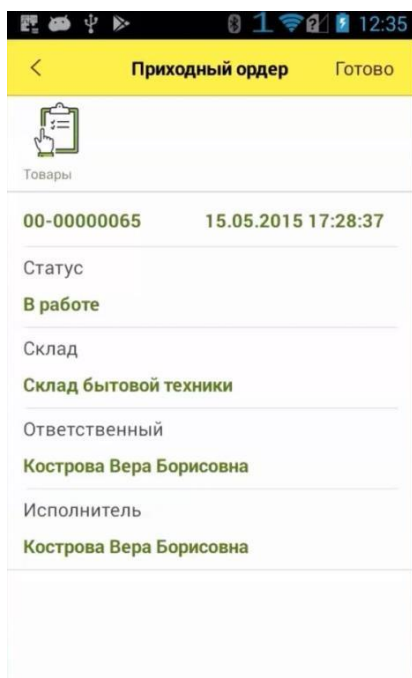 1 12:35
< Приходный ордер Готово
Товары
00-00000065 15.05.2015 17:28:37
Статус
В работе
Склад
Склад бытовой техники
Ответственный
Кострова Вера Борисовна
Исполнитель
Кострова Вера Борисовна